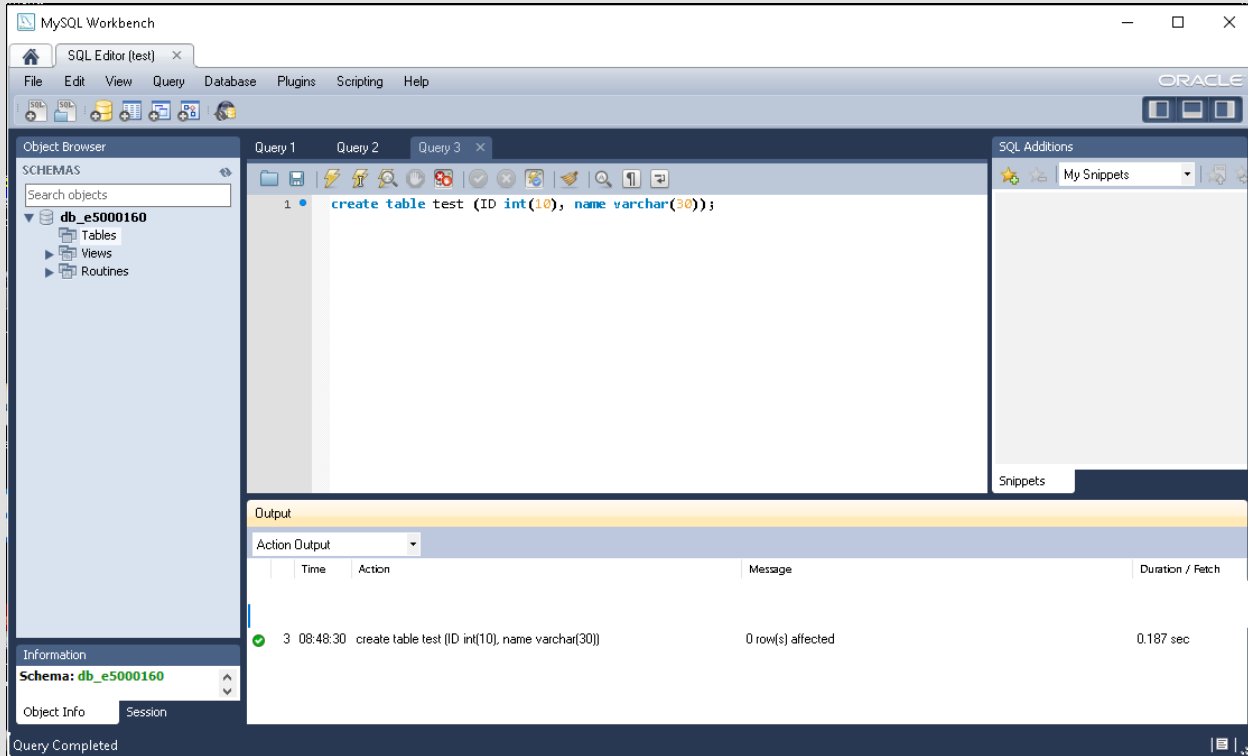 MySQL Workbench
SQL Editor (test)
File Edit View Query Database Plugins Scripting Help
ORACLE
Object Browser
SCHEMAS
Search objects
db_e5000160
Tables
Views
Routines
Query 1 Query 2 Query 3
1 create table test (ID int(10), name varchar(30));
SQL Additions
My Snippets
Snippets
Output
Action Output
Time Action Message Duration / Fetch
3 08:48:30 create table test (ID int(10), name varchar(30)) 0 row(s) affected 0.187 sec
Information
Schema: db_e5000160
Object Info Session
Query Completed